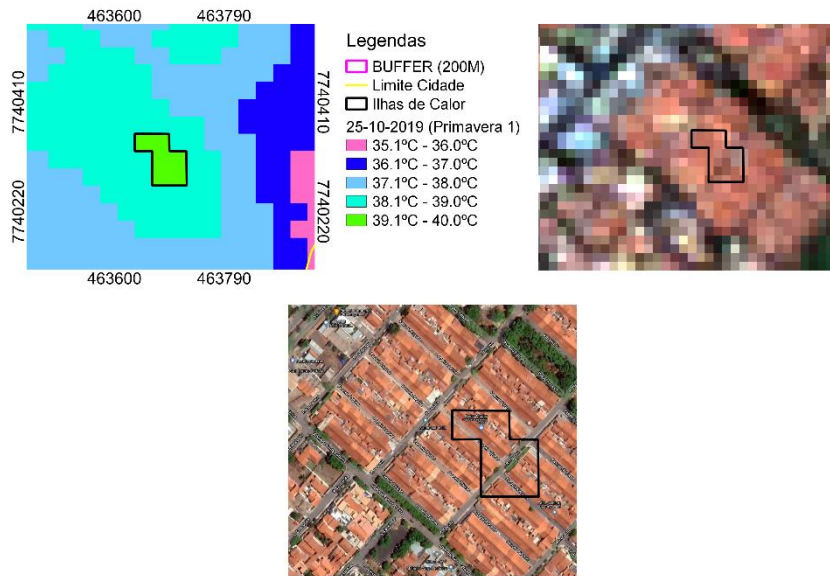 463600 463790
7740410
7740220
7740410
7740220
463600 463790
Legendas
BUFFER (200M)
Limite Cidade
Ilhas de Calor
25-10-2019 (Primavera 1)
35.1ºC - 36.0ºC
36.1ºC - 37.0ºC
37.1ºC - 38.0ºC
38.1ºC - 39.0ºC
39.1ºC - 40.0ºC